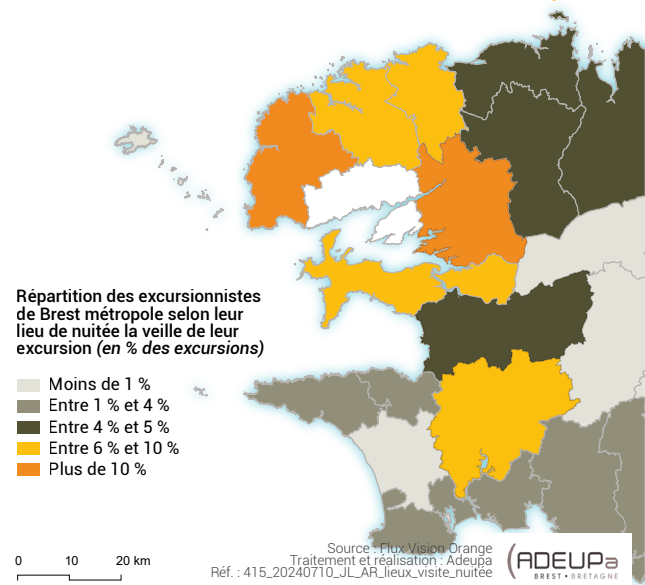 Répartition des excursionnistes
de Brest métropole selon leur
lieu de nuitée la veille de leur
excursion (en % des excursions)
Moins de 1 %
Entre 1 % et 4 %
Entre 4 % et 5 %
Entre 6 % et 10 %
Plus de 10 %
0 10 20 km
Source : Flux Vision Orange
Traitement et réalisation : Adeupa
Réf. : 415_20240710_JL_AR_lieux_visite_nuitée
ADEUPa
BREST • BRETAGNE